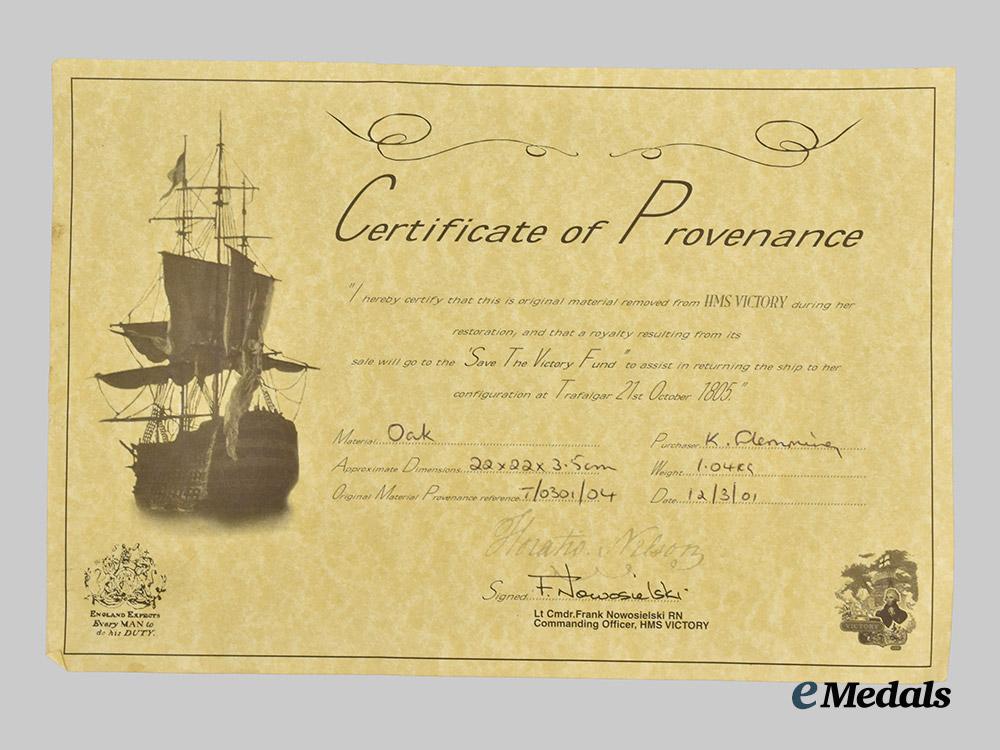 Certificate of Provenance
"I hereby certify that this is original material removed from HMS VICTORY during her
restoration, and that a royalty resulting from its
sale will go to the "Save The Victory Fund" to assist in returning the ship to her
configuration at Trafalgar 21st October 1805."
Material Oak
Purchaser K. Flemming
Approximate Dimensions 22x22x3.5cm
Weight 1.04KG
Original Material Provenance reference T/0301/04
Date 12/3/01
Horatio Nelson
Signed F. Nowosielski
Lt Cmdr.Frank Nowosielski RN
Commanding Officer, HMS VICTORY
ENGLAND EXPECTS
Every MAN to
do his DUTY.
VICTORY
eMedals